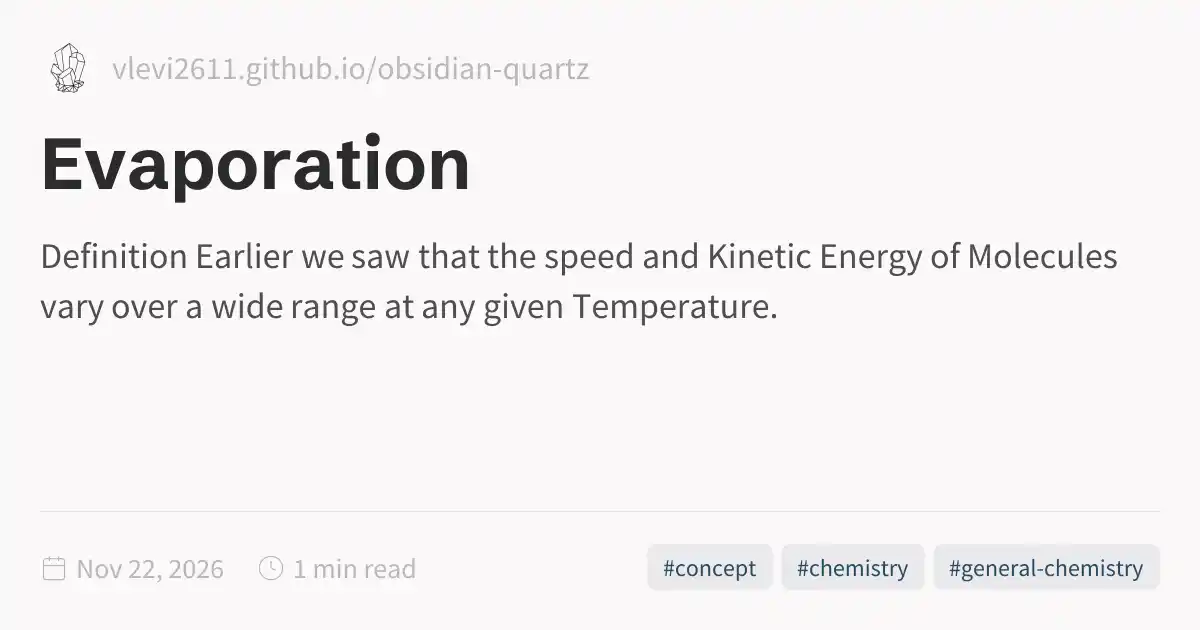 vlevi2611.github.io/obsidian-quartz
Evaporation
Definition Earlier we saw that the speed and Kinetic Energy of Molecules
vary over a wide range at any given Temperature.
Nov 22, 2026 1 min read #concept #chemistry #general-chemistry